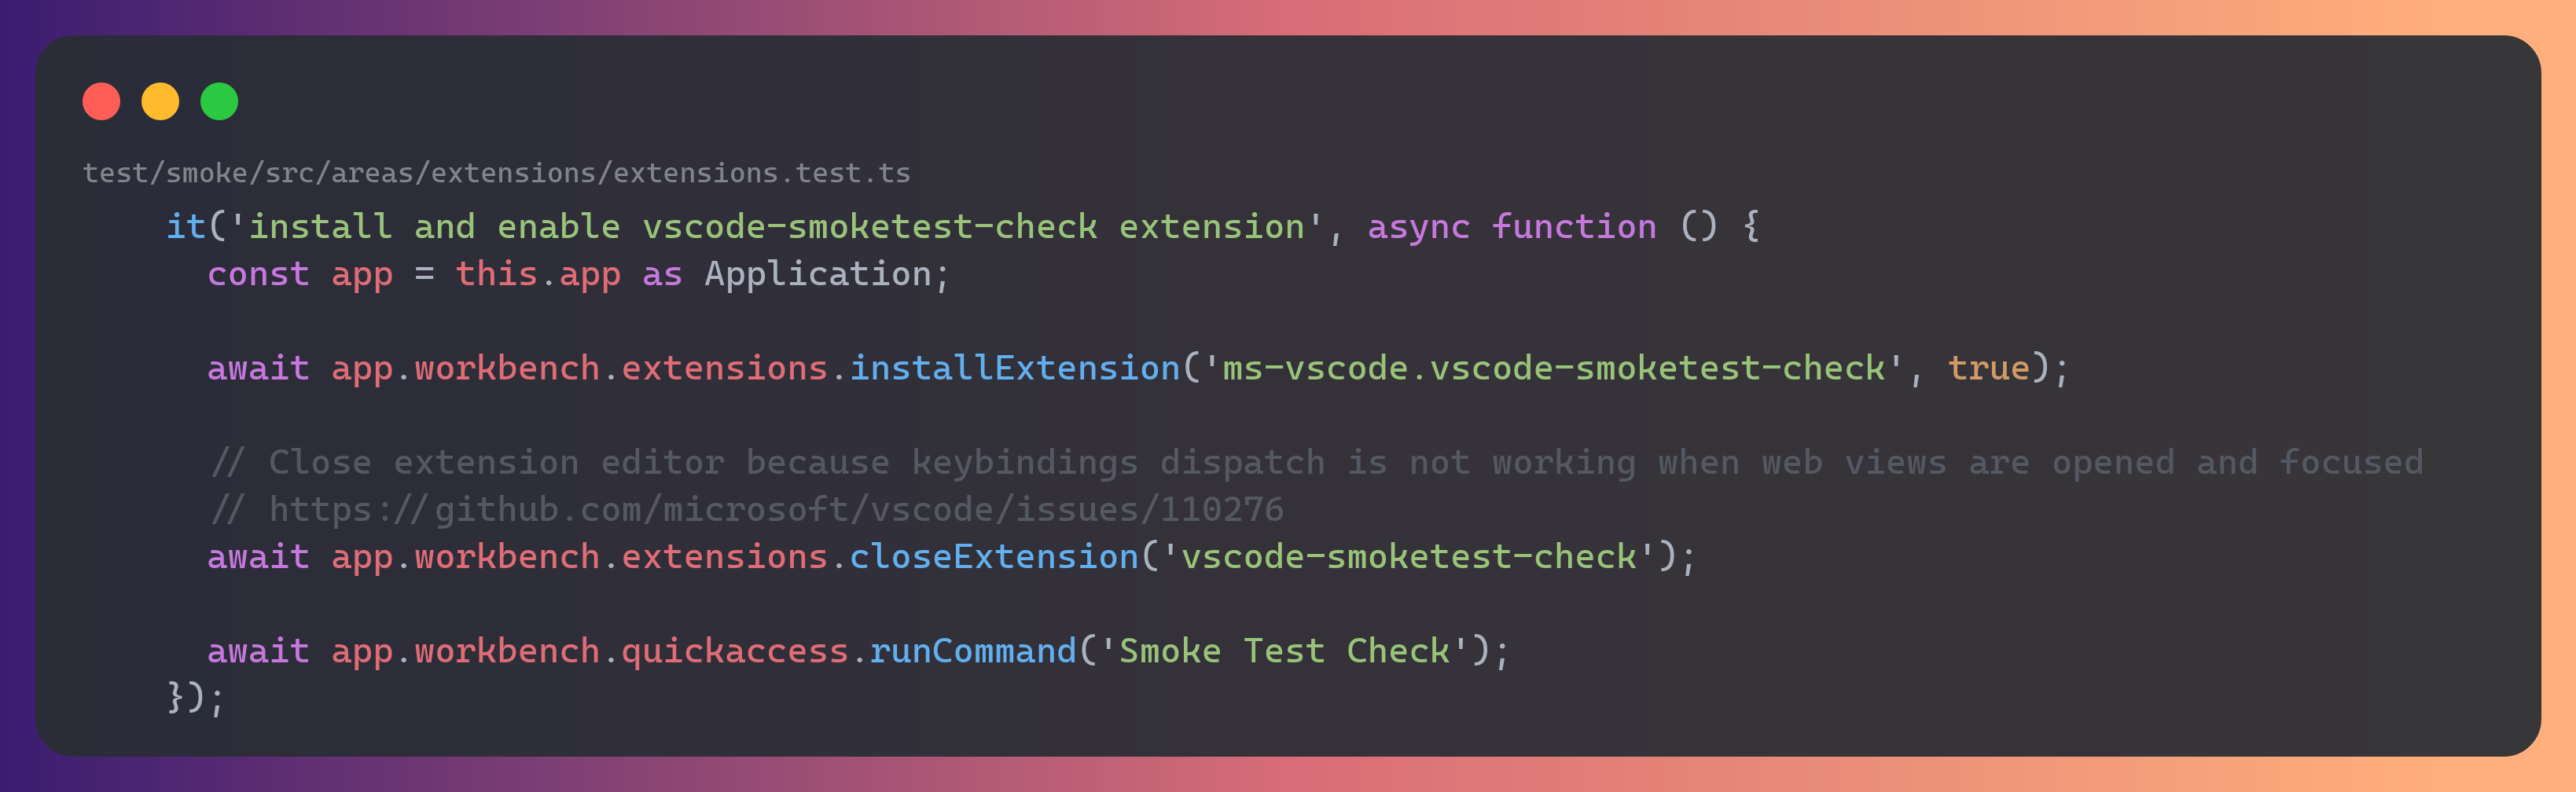 test/smoke/src/areas/extensions/extensions.test.ts
it('install and enable vscode-smoketest-check extension', async function () {
const app = this.app as Application;
await app.workbench.extensions.installExtension('ms-vscode.vscode-smoketest-check', true);
// Close extension editor because keybindings dispatch is not working when web views are opened and focused
// https://github.com/microsoft/vscode/issues/110276
await app.workbench.extensions.closeExtension('vscode-smoketest-check');
await app.workbench.quickaccess.runCommand('Smoke Test Check');
});